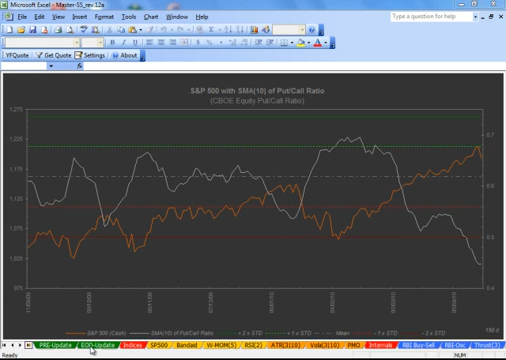 Microsoft Excel - Master-SS_rev 12a
File Edit View Insert Format Tools Chart Window Help
Type a question for help
YFQuote Get Quote Settings About
S&P 500 with SMA(10) of Put/Call Ratio
(CBOE Equity Put/Call Ratio)
1,275
1,225
1,175
1,125
1,075
1,025
975
0.7
0.6
0.5
0.4
S&P 500 (Cash) SMA(10) of Put/Call Ratio + 2 x STD + 1 x STD Mean - 1 x STD - 2 x STD
150 d
PRE-Update EOD-Update Indices SP500 Bandaid W-MOM(5) RSI(2) ATR(3|10) Vola(3|10) PMO Internals RBI Buy-Sell RBI-Osc Thrust(3)
Ready
NUM